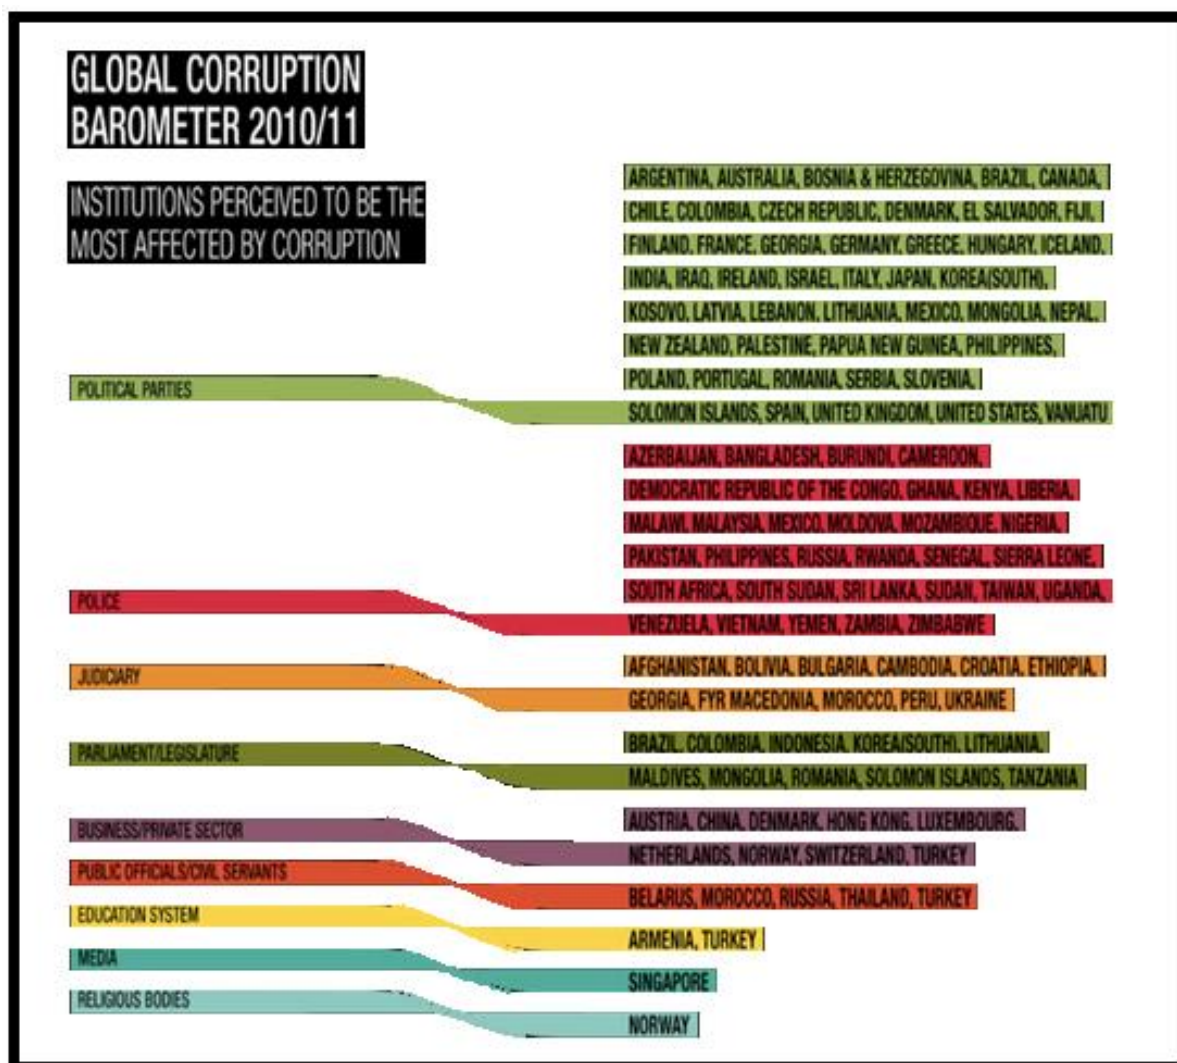 GLOBAL CORRUPTION
BAROMETER 2010/11
INSTITUTIONS PERCEIVED TO BE THE
MOST AFFECTED BY CORRUPTION
POLITICAL PARTIES
ARGENTINA, AUSTRALIA, BOSNIA & HERZEGOVINA, BRAZIL, CANADA,
CHILE, COLOMBIA, CZECH REPUBLIC, DENMARK, EL SALVADOR, FIJI,
FINLAND, FRANCE, GEORGIA, GERMANY, GREECE, HUNGARY, ICELAND,
INDIA, IRAQ, IRELAND, ISRAEL, ITALY, JAPAN, KOREA(SOUTH),
KOSOVO, LATVIA, LEBANON, LITHUANIA, MEXICO, MONGOLIA, NEPAL,
NEW ZEALAND, PALESTINE, PAPUA NEW GUINEA, PHILIPPINES,
POLAND, PORTUGAL, ROMANIA, SERBIA, SLOVENIA,
SOLOMON ISLANDS, SPAIN, UNITED KINGDOM, UNITED STATES, VANUATU
POLICE
AZERBAIJAN, BANGLADESH, BURUNDI, CAMEROON,
DEMOCRATIC REPUBLIC OF THE CONGO, GHANA, KENYA, LIBERIA,
MALAWI, MALAYSIA, MEXICO, MOLDOVA, MOZAMBIQUE, NIGERIA,
PAKISTAN, PHILIPPINES, RUSSIA, RWANDA, SENEGAL, SIERRA LEONE,
SOUTH AFRICA, SOUTH SUDAN, SRI LANKA, SUDAN, TAIWAN, UGANDA,
VENEZUELA, VIETNAM, YEMEN, ZAMBIA, ZIMBABWE
JUDICIARY
AFGHANISTAN, BOLIVIA, BULGARIA, CAMBODIA, CROATIA, ETHIOPIA,
GEORGIA, FYR MACEDONIA, MOROCCO, PERU, UKRAINE
PARLIAMENT/LEGISLATURE
BRAZIL, COLOMBIA, INDONESIA, KOREA(SOUTH), LITHUANIA,
MALDIVES, MONGOLIA, ROMANIA, SOLOMON ISLANDS, TANZANIA
BUSINESS/PRIVATE SECTOR
AUSTRIA, CHINA, DENMARK, HONG KONG, LUXEMBOURG,
NETHERLANDS, NORWAY, SWITZERLAND, TURKEY
PUBLIC OFFICIALS/CIVIL SERVANTS
BELARUS, MOROCCO, RUSSIA, THAILAND, TURKEY
EDUCATION SYSTEM
ARMENIA, TURKEY
MEDIA
SINGAPORE
RELIGIOUS BODIES
NORWAY